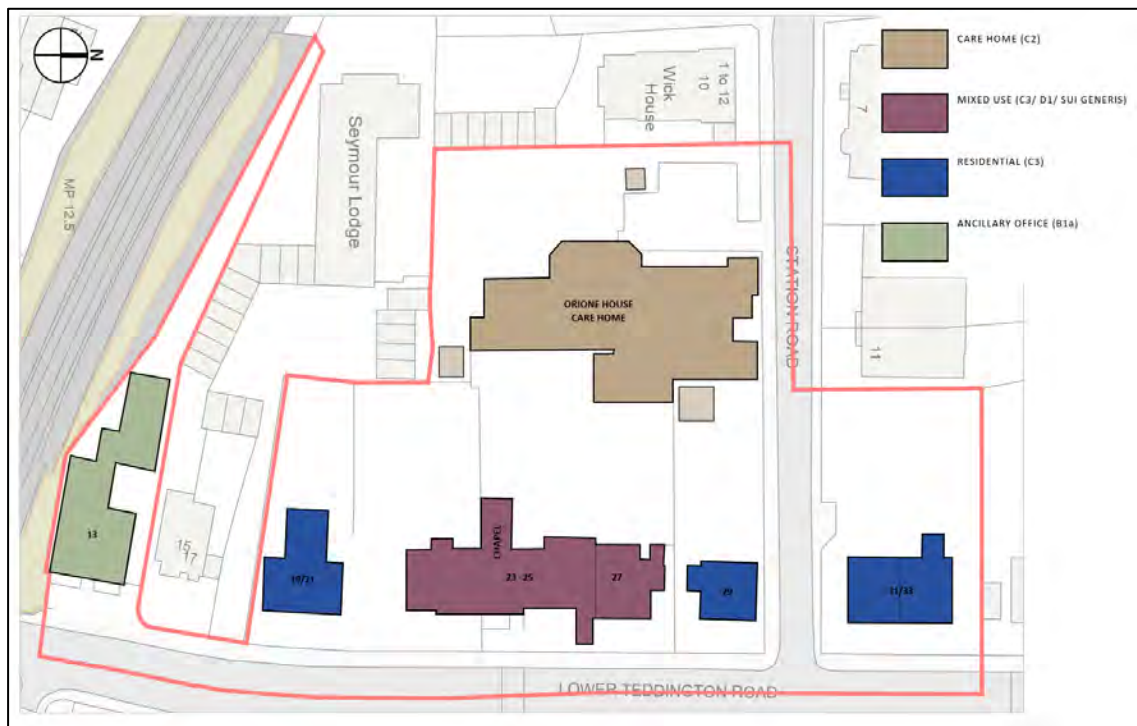 N
CARE HOME (C2)
MIXED USE (C3/ D1/ SUI GENERIS)
RESIDENTIAL (C3)
ANCILLARY OFFICE (B1a)
MP 12.5
Seymour Lodge
Wick
House
1 to 12
10
7
11
STATION ROAD
ORIONE HOUSE
CARE HOME
13
15
17
19/21
CHAPEL
23 -25
27
29
31/33
LOWER TEDDINGTON ROAD